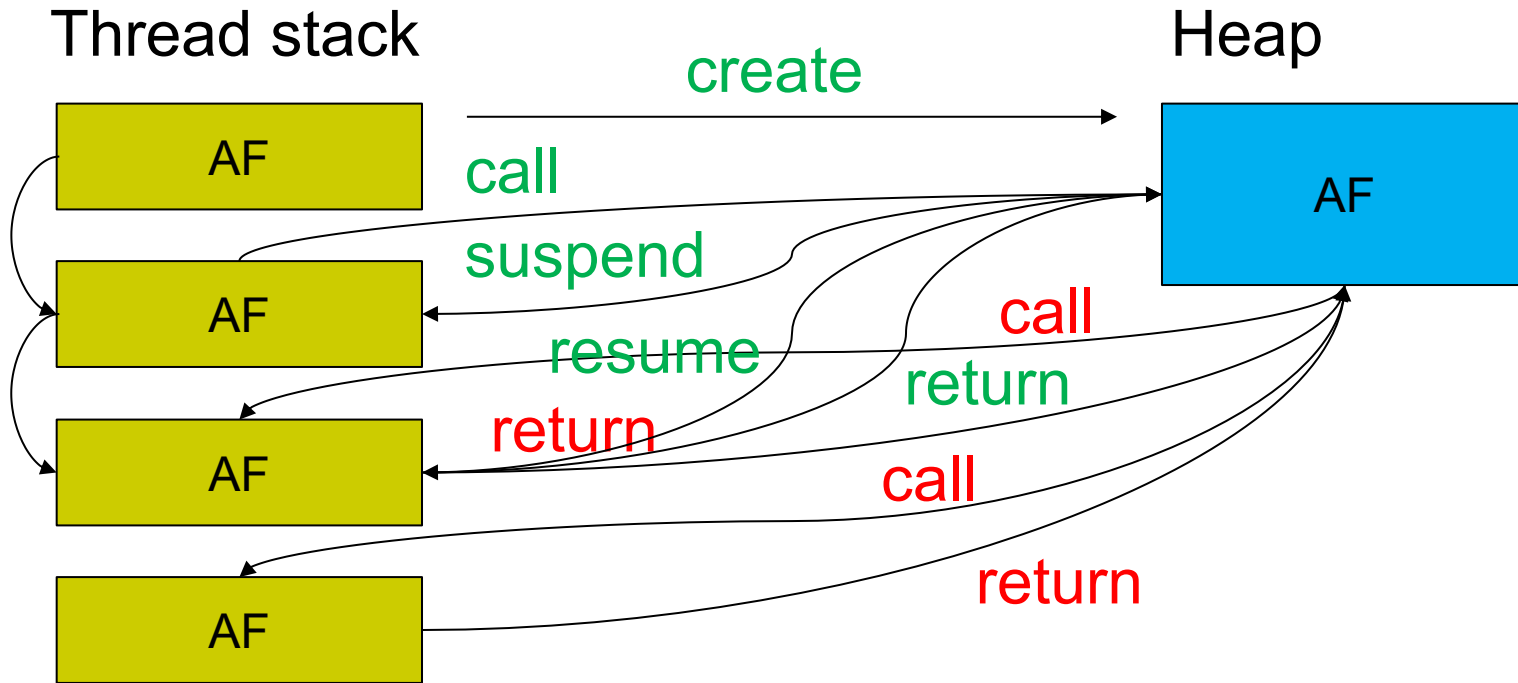 Thread stack
Heap
create
AF
call
AF
suspend
AF
call
resume
return
return
AF
call
return
AF